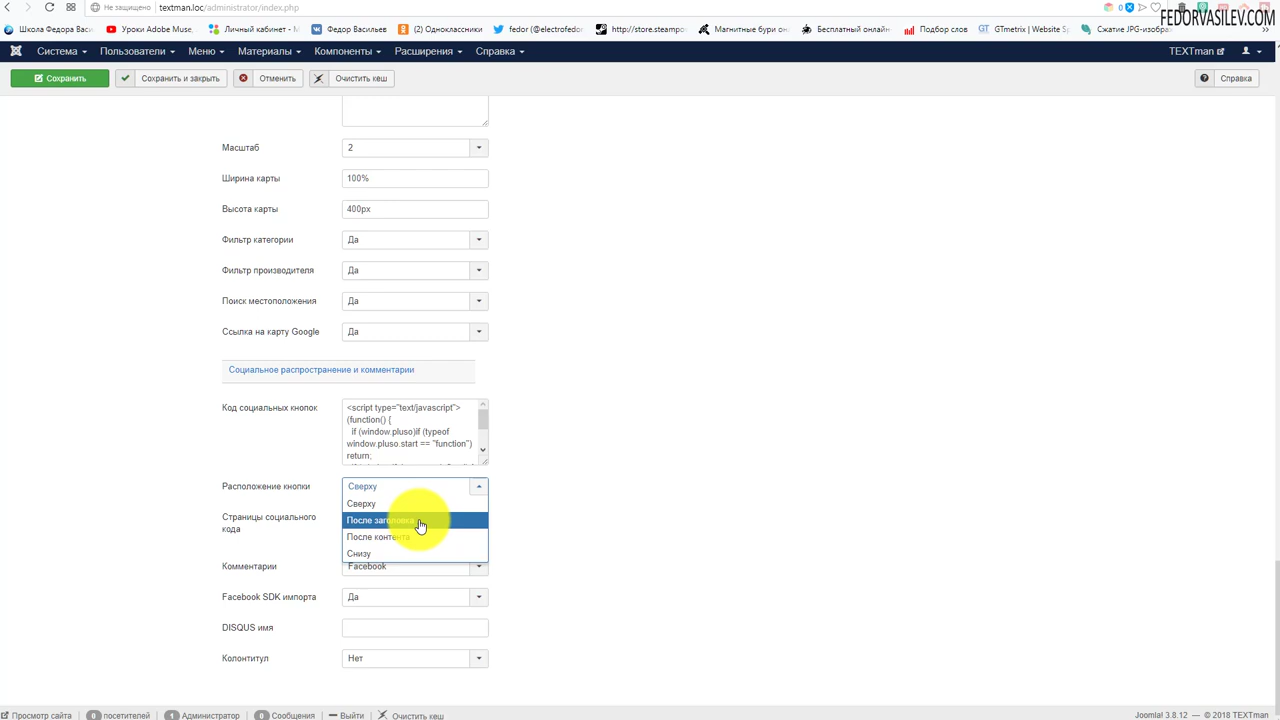 Не защищено textman.loc/administrator/index.php
0
FEDORVASILEV.COM
Школа Федора Васи
Уроки Adobe Muse,
Личный кабинет -
Федор Васильев
(2) Одноклассники
fedor (@electrofedor
http://store.steampo
Магнитные бури он
Бесплатный онлайн
Подбор слов
GTmetrix | Website Sp
Сжатие JPG-изобра
Система Пользователи Меню Материалы Компоненты Расширения Справка
TEXTman
Сохранить
Сохранить и закрыть
Отменить
Очистить кеш
Справка
Масштаб 2
Ширина карты 100%
Высота карты 400px
Фильтр категории Да
Фильтр производителя Да
Поиск местоположения Да
Ссылка на карту Google Да
Социальное распространение и комментарии
Код социальных кнопок
<script type="text/javascript">
(function() {
if (window.pluso)if (typeof
window.pluso.start == "function")
return;
Расположение кнопки Сверху
Сверху
После заголовка
После контента
Снизу
Страницы социального
кода
Комментарии Facebook
Facebook SDK импорта Да
DISQUS имя
Колонтитул Нет
Просмотр сайта
0 посетителей
1 Администратор
0 Сообщения
Выйти
Очистить кеш
Joomla! 3.8.12 — © 2018 TEXTman